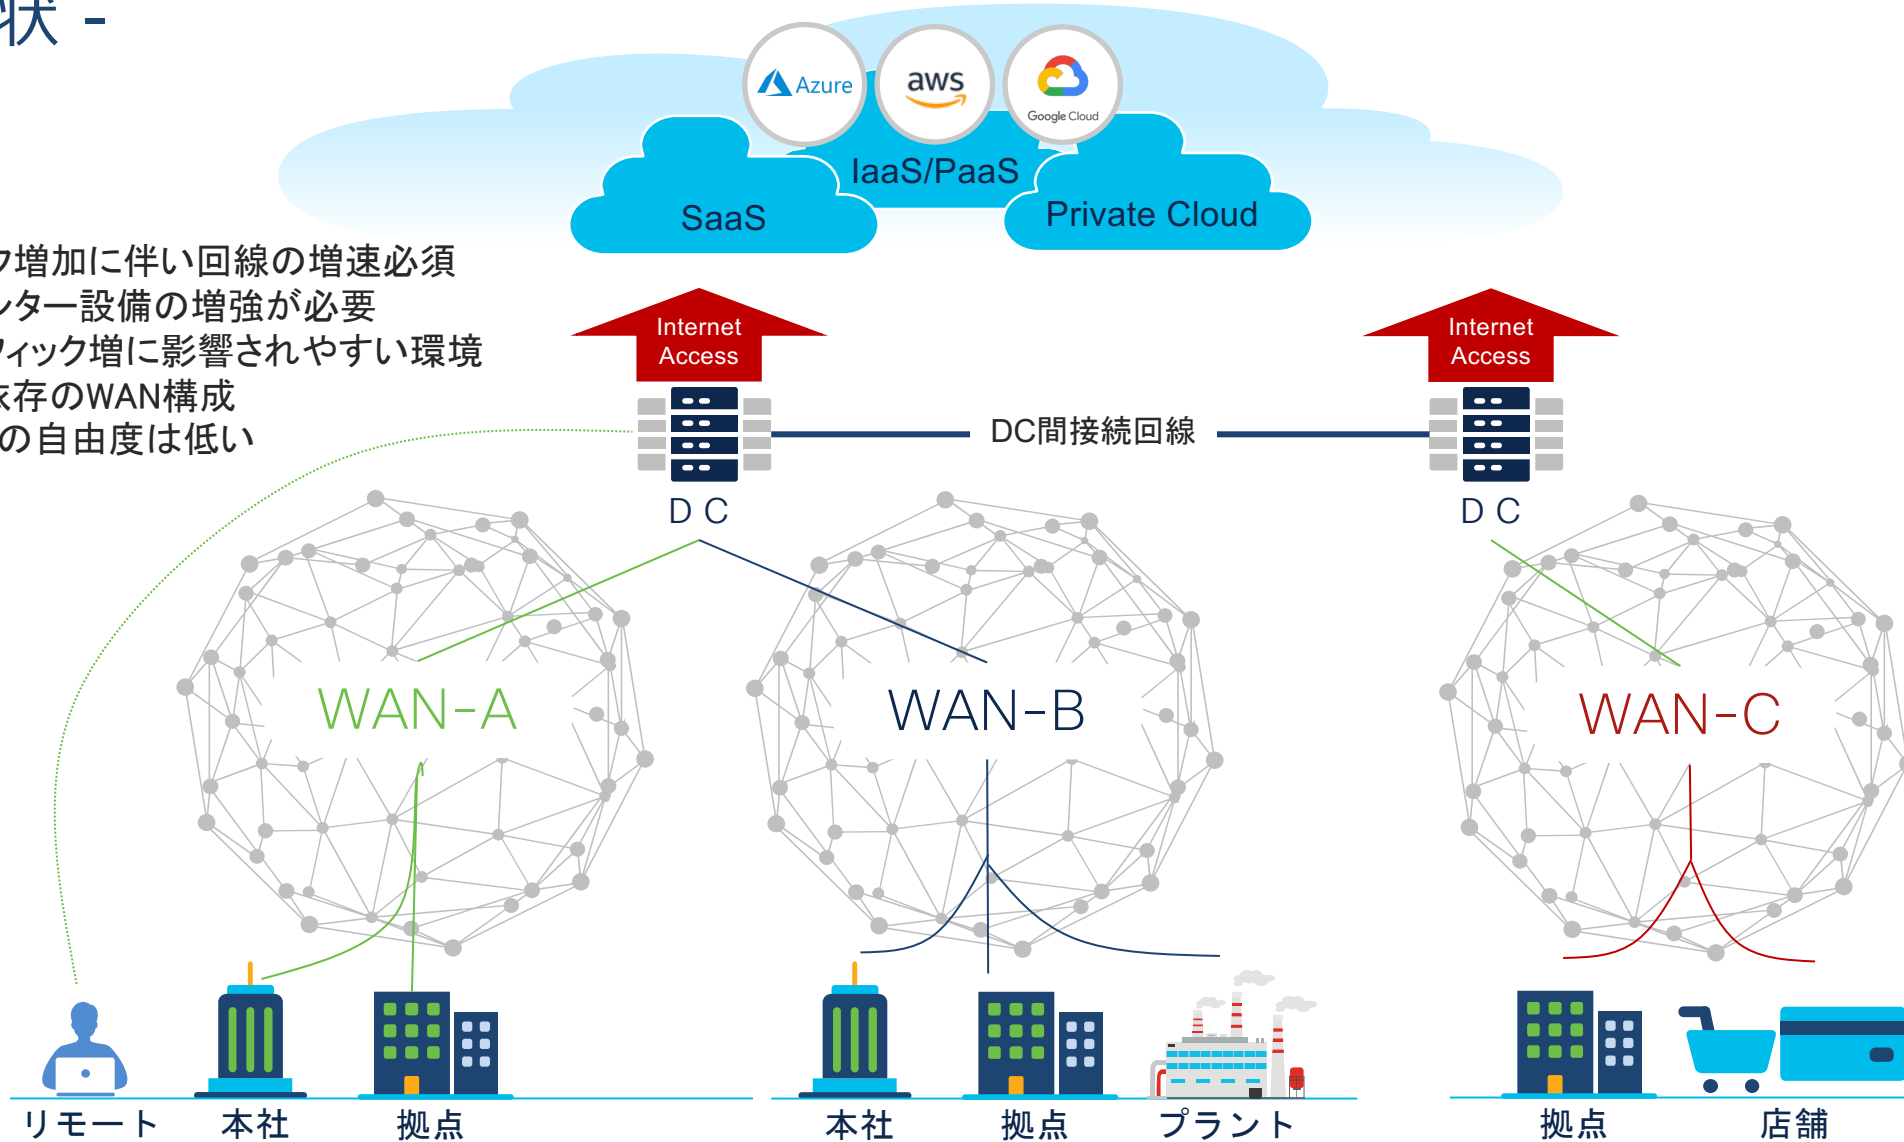 状 -
Azure
aws
Google Cloud
IaaS/PaaS
SaaS
Private Cloud
ク増加に伴い回線の増速必須
ンター設備の増強が必要
フィック増に影響されやすい環境
依存のWAN構成
の自由度は低い
Internet
Access
Internet
Access
DC間接続回線
DC
DC
WAN-A
WAN-B
WAN-C
リモート
本社
拠点
本社
拠点
プラント
拠点
店舗